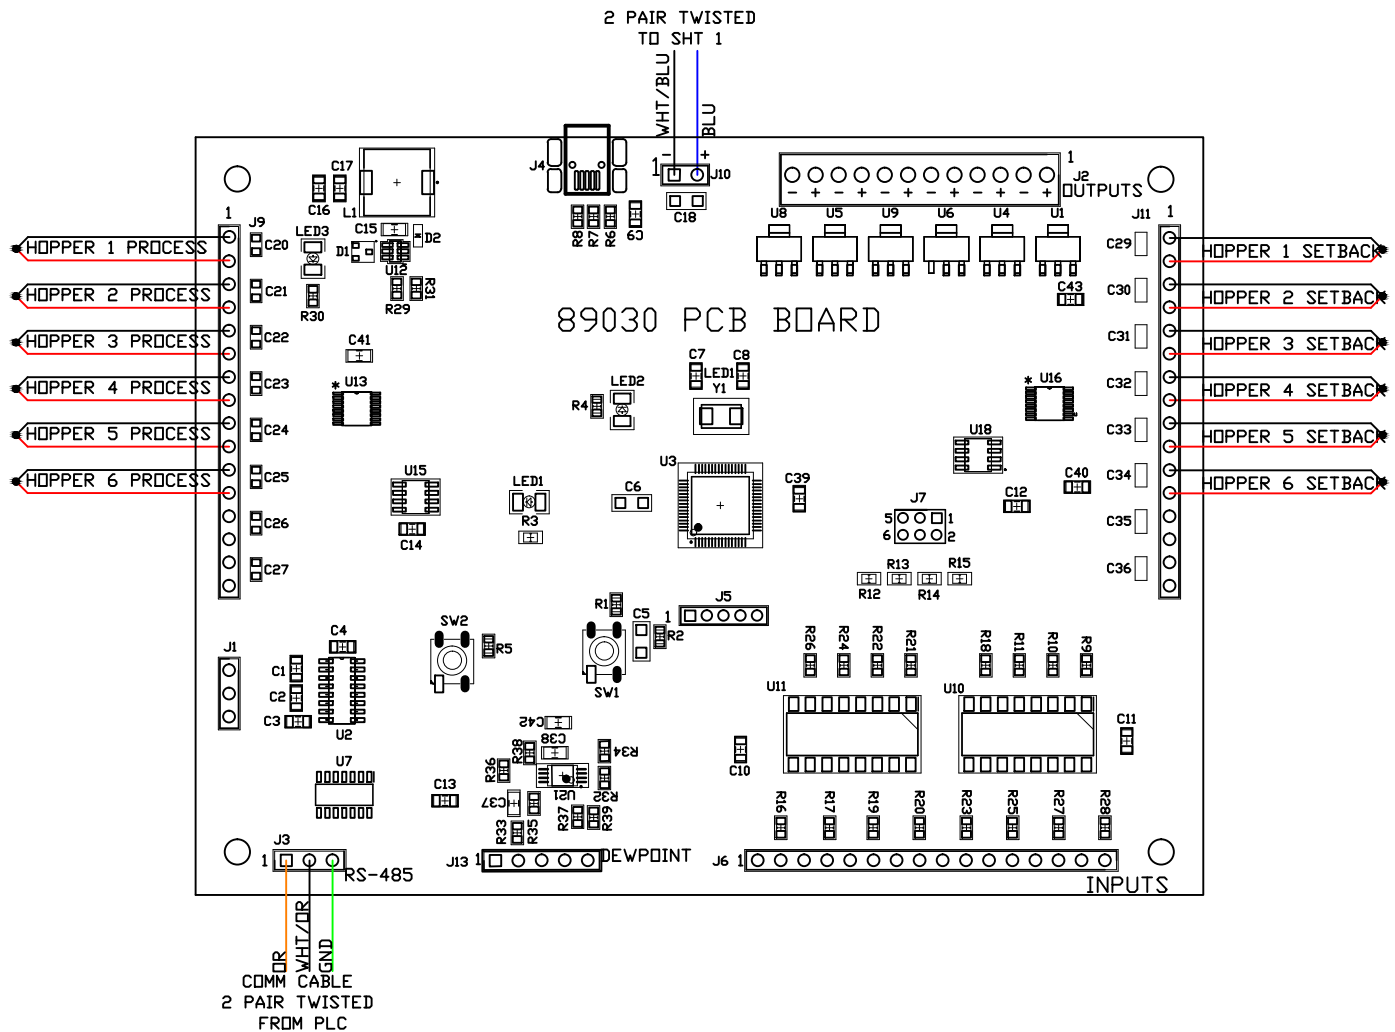 2 PAIR TWISTED
TO SHT 1
WHT/BLU
BLU
- +
1
J10
C18
J4
R8
R7
R6
C9
C17
C16
L1
C15
D1
D2
U12
R29
R31
LED3
R30
1
J9
HOPPER 1 PROCESS
HOPPER 2 PROCESS
HOPPER 3 PROCESS
HOPPER 4 PROCESS
HOPPER 5 PROCESS
HOPPER 6 PROCESS
C20
C21
C22
C23
C24
C25
C26
C27
1
J2
- + - + - + - + - + - +
OUTPUTS
U8
U5
U9
U6
U4
U1
J11
1
C29
C30
C31
C32
C33
C34
C35
C36
HOPPER 1 SETBACK
HOPPER 2 SETBACK
HOPPER 3 SETBACK
HOPPER 4 SETBACK
HOPPER 5 SETBACK
HOPPER 6 SETBACK
C43
89030 PCB BOARD
C41
*
U13
C7
LED1
C8
Y1
LED2
R4
*
U16
U18
U15
C14
LED1
R3
C6
U3
C39
C40
C12
J7
5 1
6 2
R13
R15
R12
R14
R1
C5
R2
1
J5
SW2
R5
SW1
J1
C4
C1
C2
C3
U2
U7
C13
C42
C38
R38
R36
R34
R32
U21
C37
R33
R35
R37
R39
R26
R24
R22
R21
R18
R11
R10
R9
U11
U10
C10
C11
R16
R17
R19
R20
R23
R25
R27
R28
J3
1
RS-485
J13 1
DEWPOINT
J6 1
INPUTS
OR
WHT/OR
GND
COMM CABLE
2 PAIR TWISTED
FROM PLC